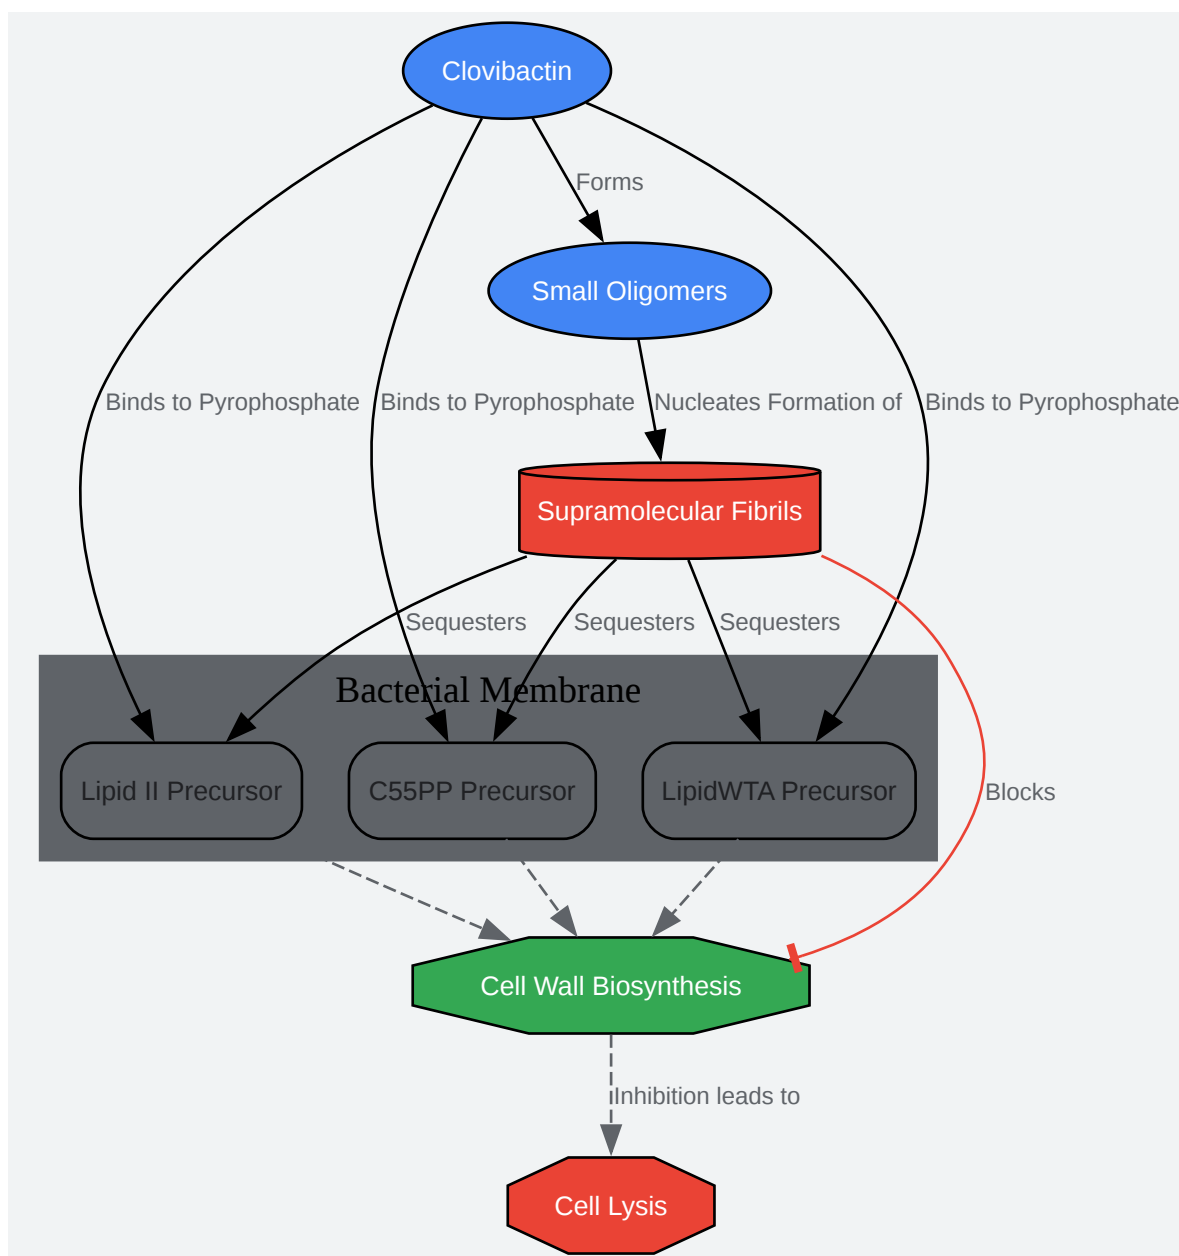 Clovibactin
Forms
Small Oligomers
Binds to Pyrophosphate
Binds to Pyrophosphate
Nucleates Formation of
Binds to Pyrophosphate
Supramolecular Fibrils
Sequesters
Sequesters
Sequesters
Bacterial Membrane
Lipid II Precursor
C55PP Precursor
LipidWTA Precursor
Blocks
Cell Wall Biosynthesis
Inhibition leads to
Cell Lysis